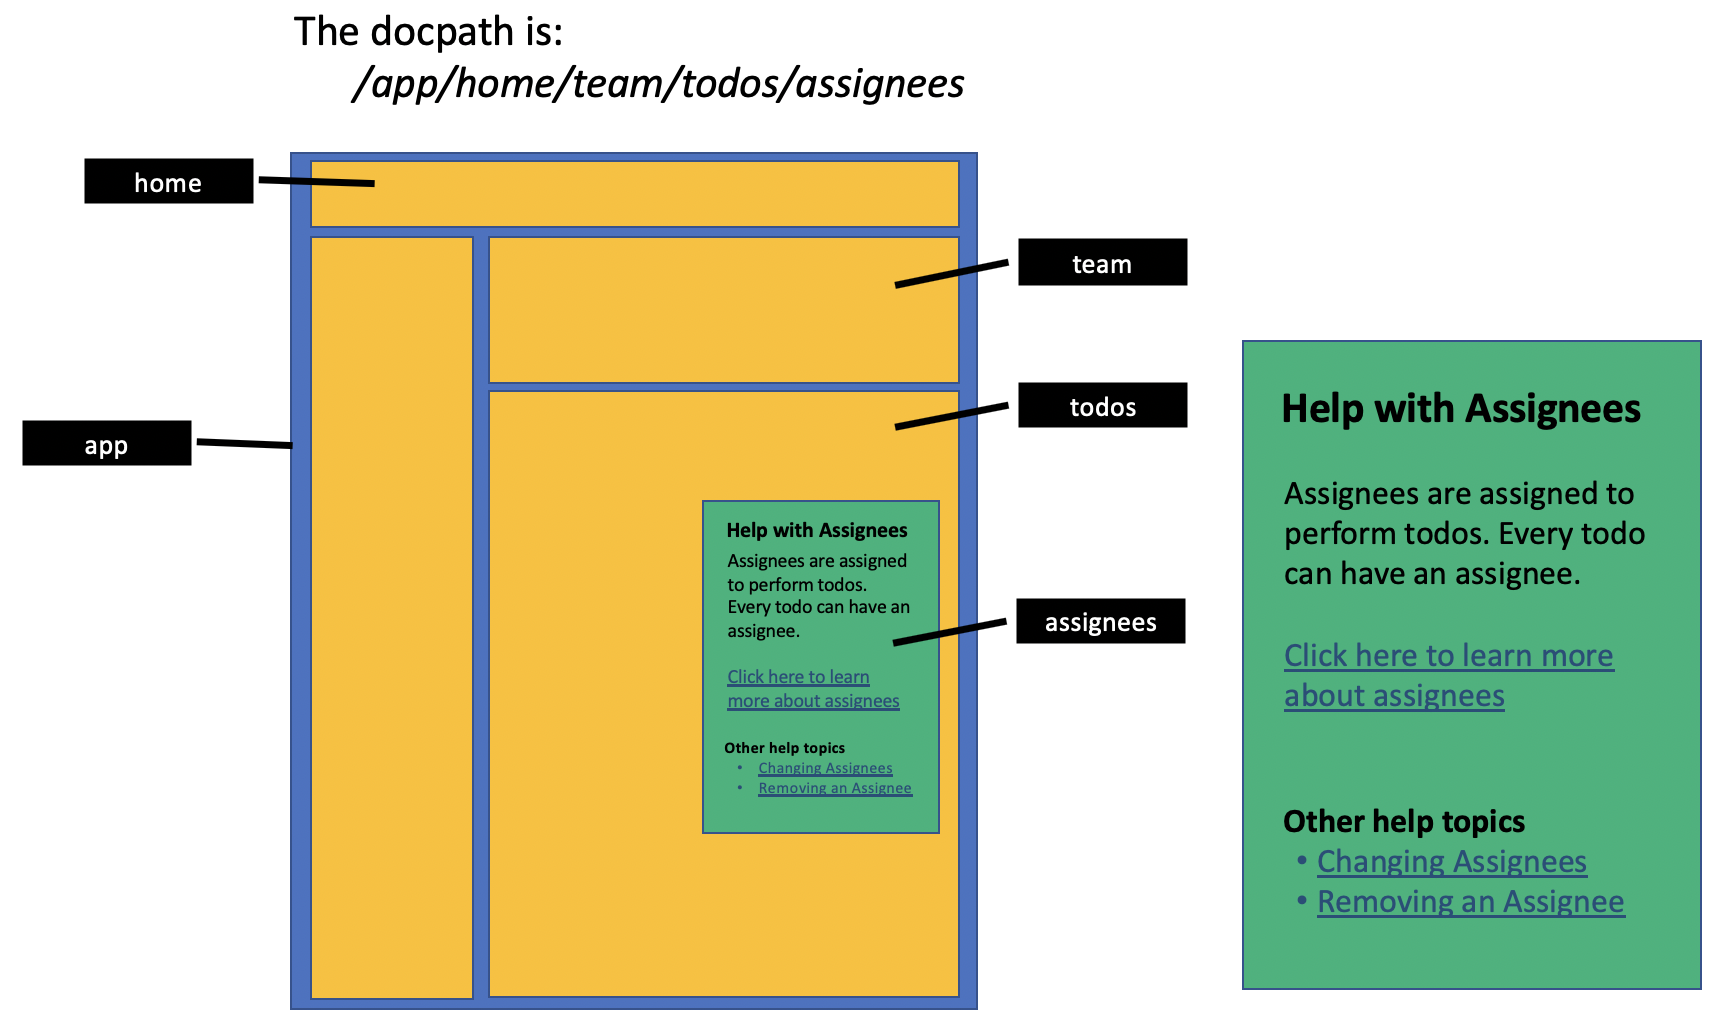 The docpath is:
/app/home/team/todos/assignees
home
team
app
todos
assignees
Help with Assignees
Assignees are assigned
to perform todos.
Every todo can have an
assignee.
Click here to learn
more about assignees
Other help topics
• Changing Assignees
• Removing an Assignee
Help with Assignees
Assignees are assigned to
perform todos. Every todo
can have an assignee.
Click here to learn more
about assignees
Other help topics
• Changing Assignees
• Removing an Assignee